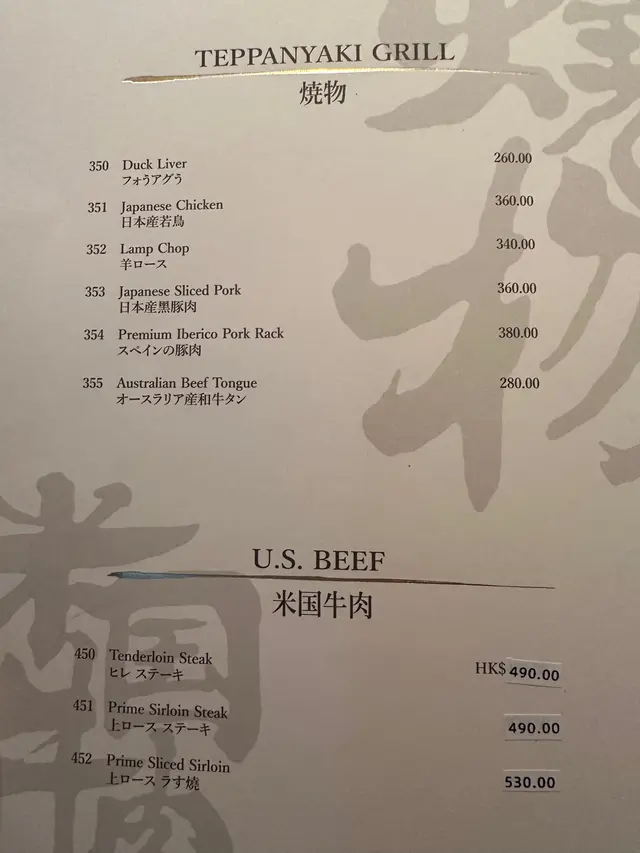 TEPPANYAKI GRILL
焼物
350 Duck Liver 260.00
フォうアグう
351 Japanese Chicken 360.00
日本産若鳥
352 Lamp Chop 340.00
羊ロース
353 Japanese Sliced Pork 360.00
日本産黒豚肉
354 Premium Iberico Pork Rack 380.00
スペインの豚肉
355 Australian Beef Tongue 280.00
オースラリア産和牛タン
U.S. BEEF
米国牛肉
450 Tenderloin Steak HK$ 490.00
ヒレ ステーキ
451 Prime Sirloin Steak 490.00
上ロース ステーキ
452 Prime Sliced Sirloin 530.00
上ロース うす燒